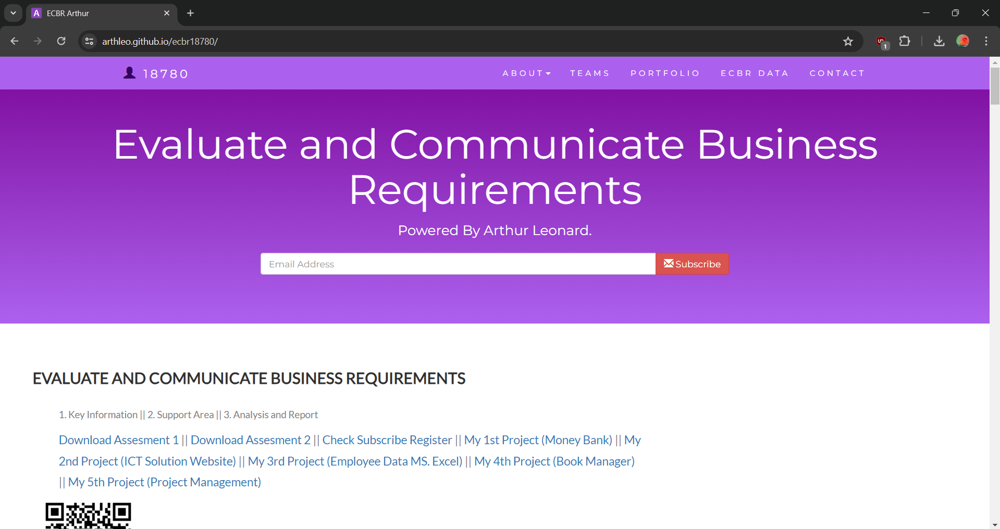 A ECBR Arthur
arthleo.github.io/ecbr18780/
1
18780
ABOUT TEAMS PORTFOLIO ECBR DATA CONTACT
Evaluate and Communicate Business
Requirements
Powered By Arthur Leonard.
Email Address Subscribe
EVALUATE AND COMMUNICATE BUSINESS REQUIREMENTS
1. Key Information || 2. Support Area || 3. Analysis and Report
Download Assesment 1 || Download Assesment 2 || Check Subscribe Register || My 1st Project (Money Bank) || My
2nd Project (ICT Solution Website) || My 3rd Project (Employee Data MS. Excel) || My 4th Project (Book Manager)
|| My 5th Project (Project Management)